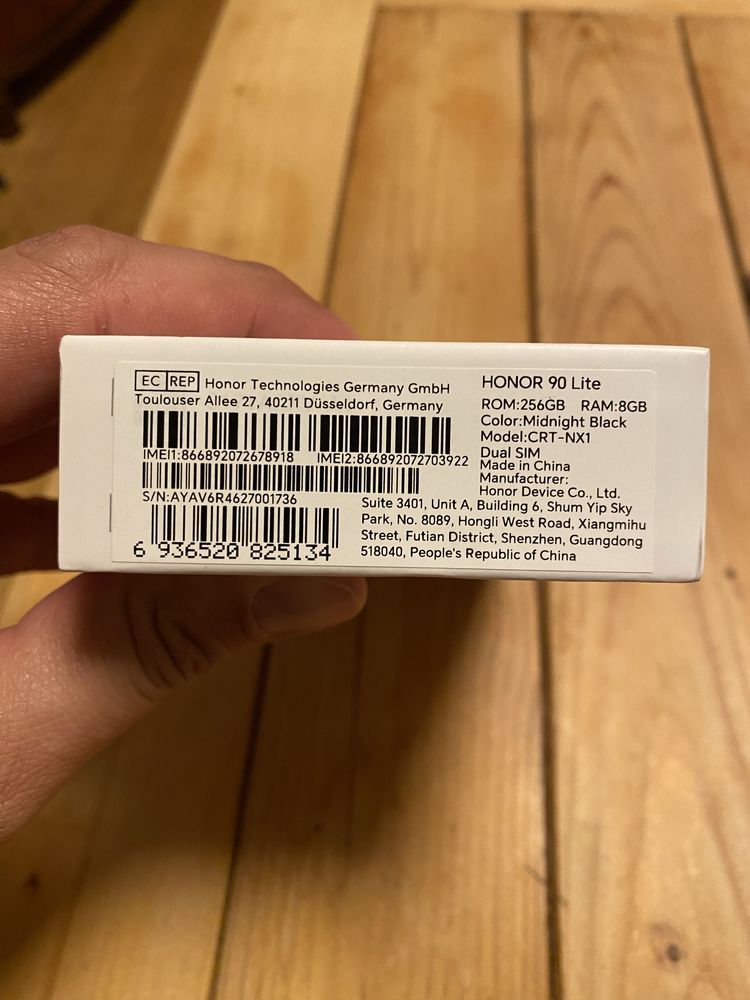 EC REP Honor Technologies Germany GmbH
Toulouser Allee 27, 40211 Düsseldorf, Germany
IMEI1:866892072678918 IMEI2:866892072703922
S/N:AYAV6R4627001736
6 936520 825134
HONOR 90 Lite
ROM:256GB RAM:8GB
Color:Midnight Black
Model:CRT-NX1
Dual SIM
Made in China
Manufacturer:
Honor Device Co., Ltd.
Suite 3401, Unit A, Building 6, Shum Yip Sky
Park, No. 8089, Hongli West Road, Xiangmihu
Street, Futian District, Shenzhen, Guangdong
518040, People's Republic of China